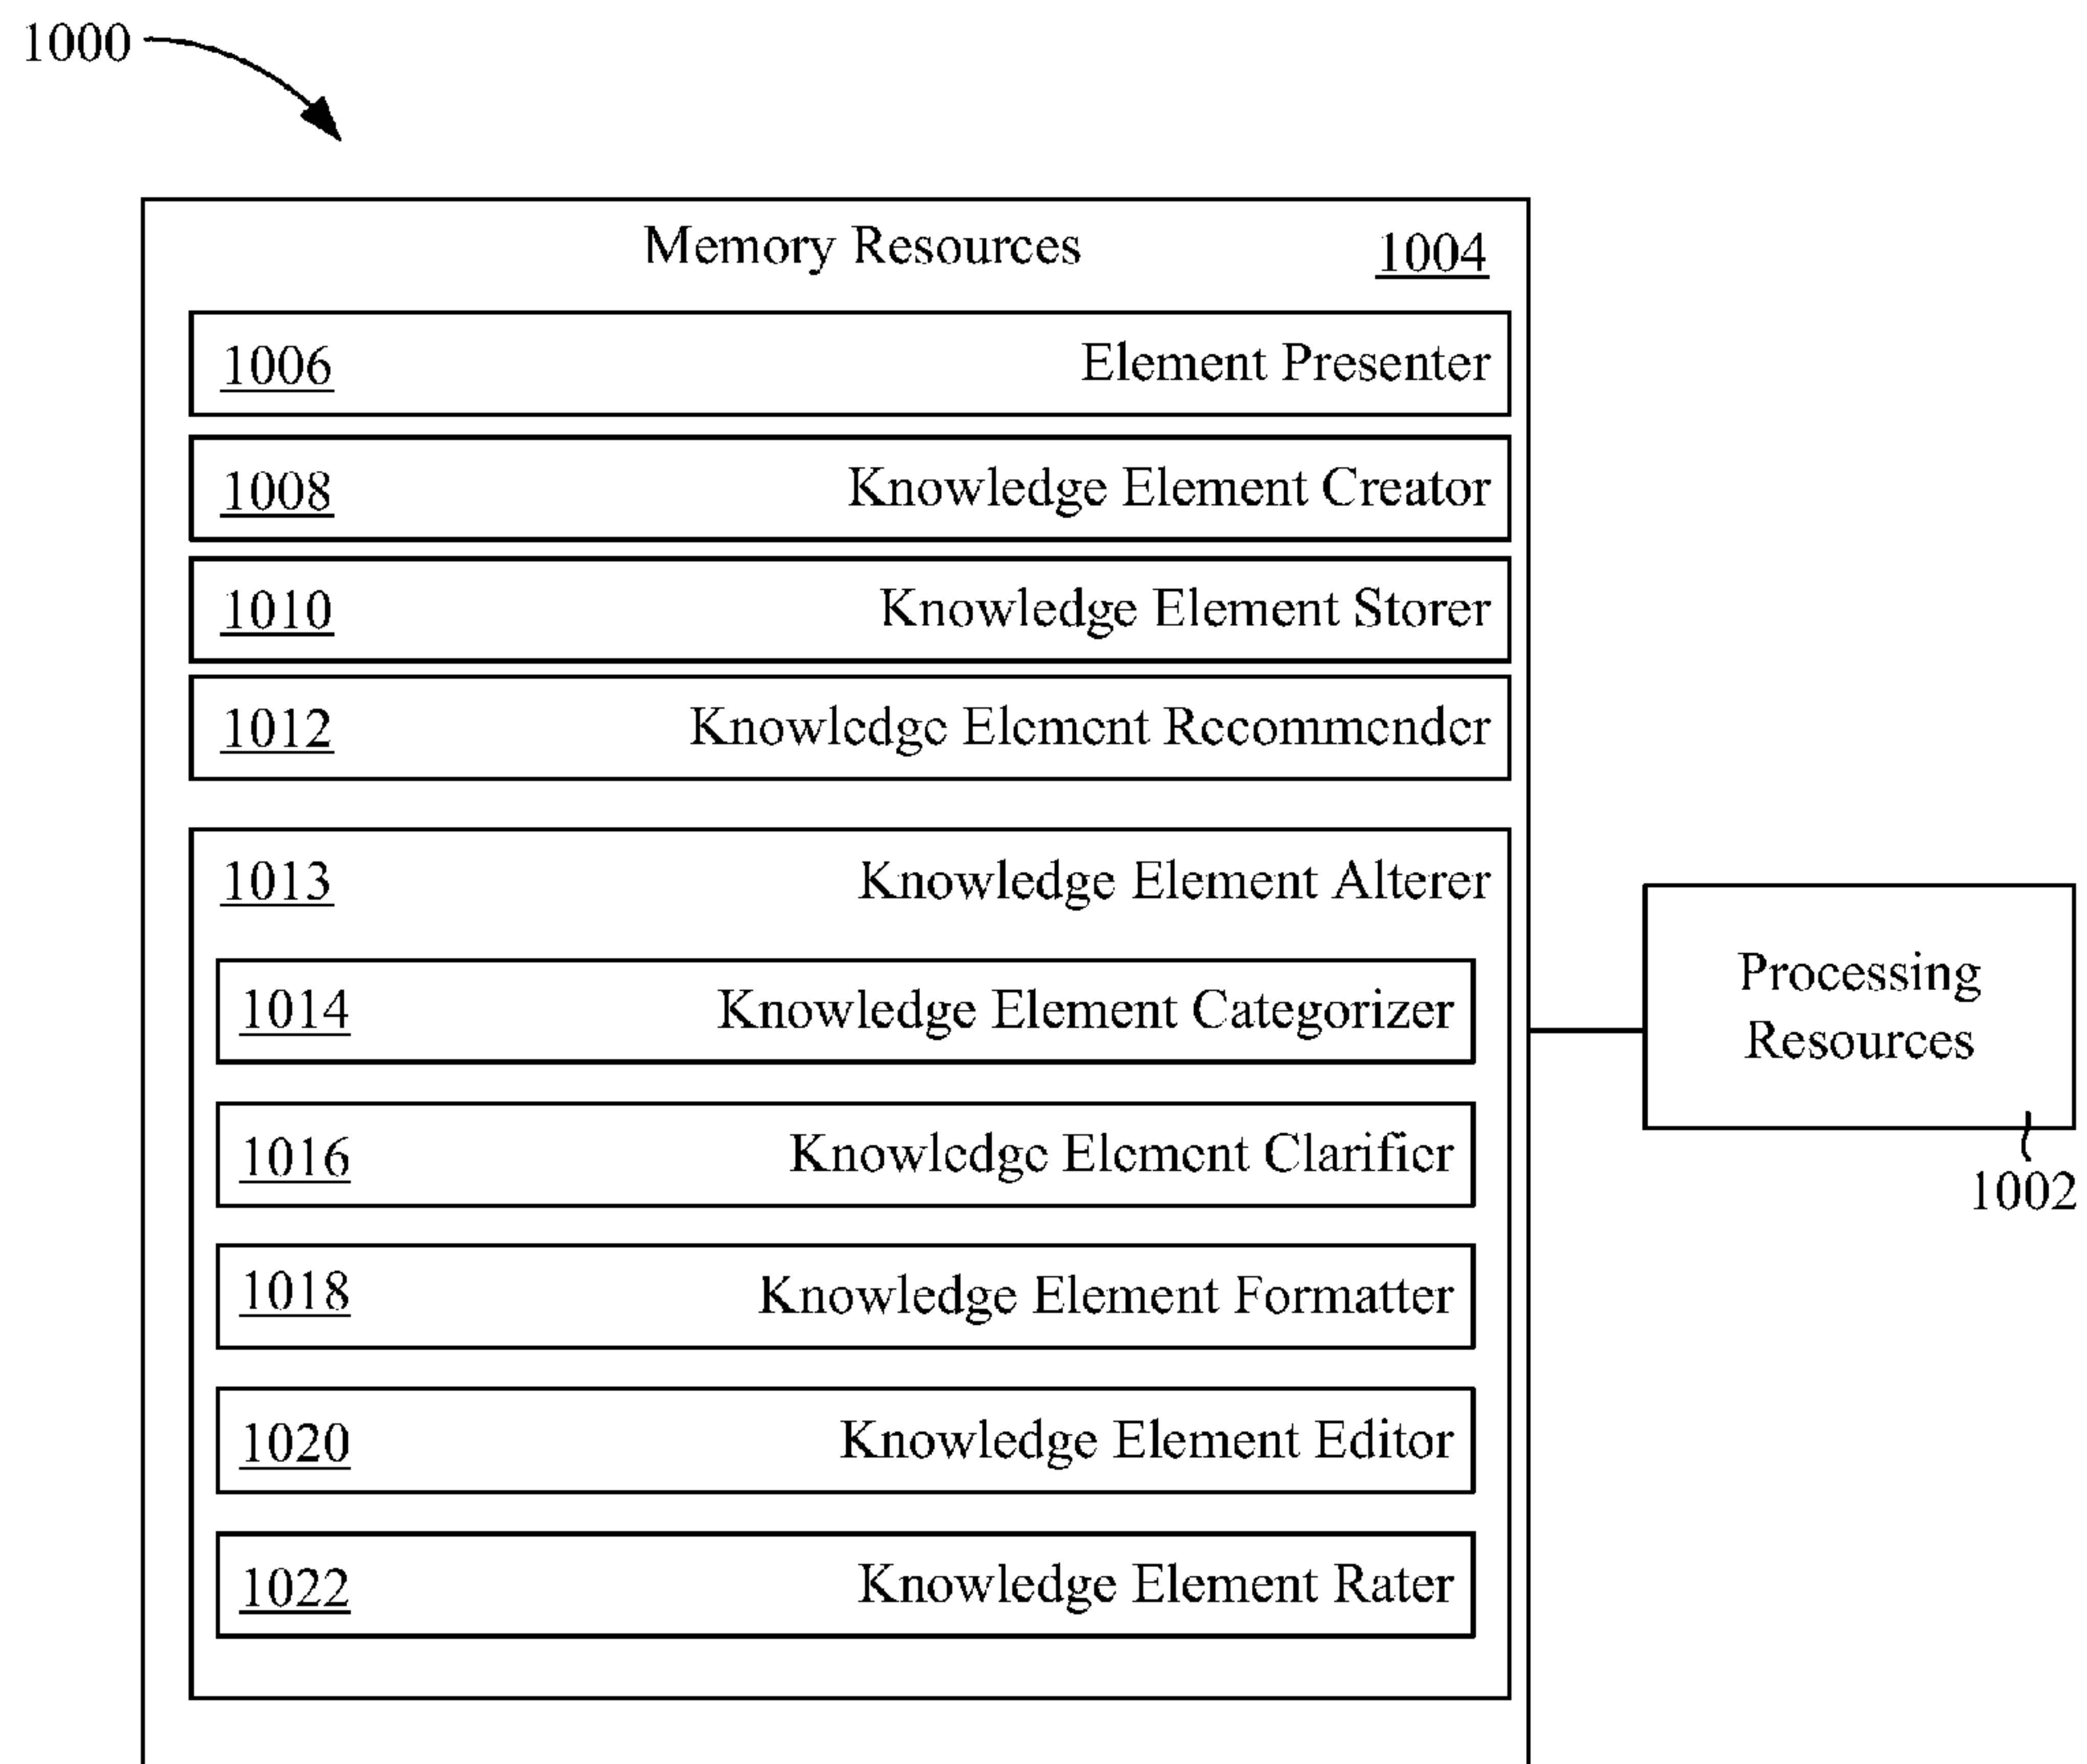 1000
Memory Resources 1004
1006 Element Presenter
1008 Knowledge Element Creator
1010 Knowledge Element Storer
1012 Knowledge Element Recommender
1013 Knowledge Element Alterer
1014 Knowledge Element Categorizer
1016 Knowledge Element Clarifier
1018 Knowledge Element Formatter
1020 Knowledge Element Editor
1022 Knowledge Element Rater
Processing
Resources
1002